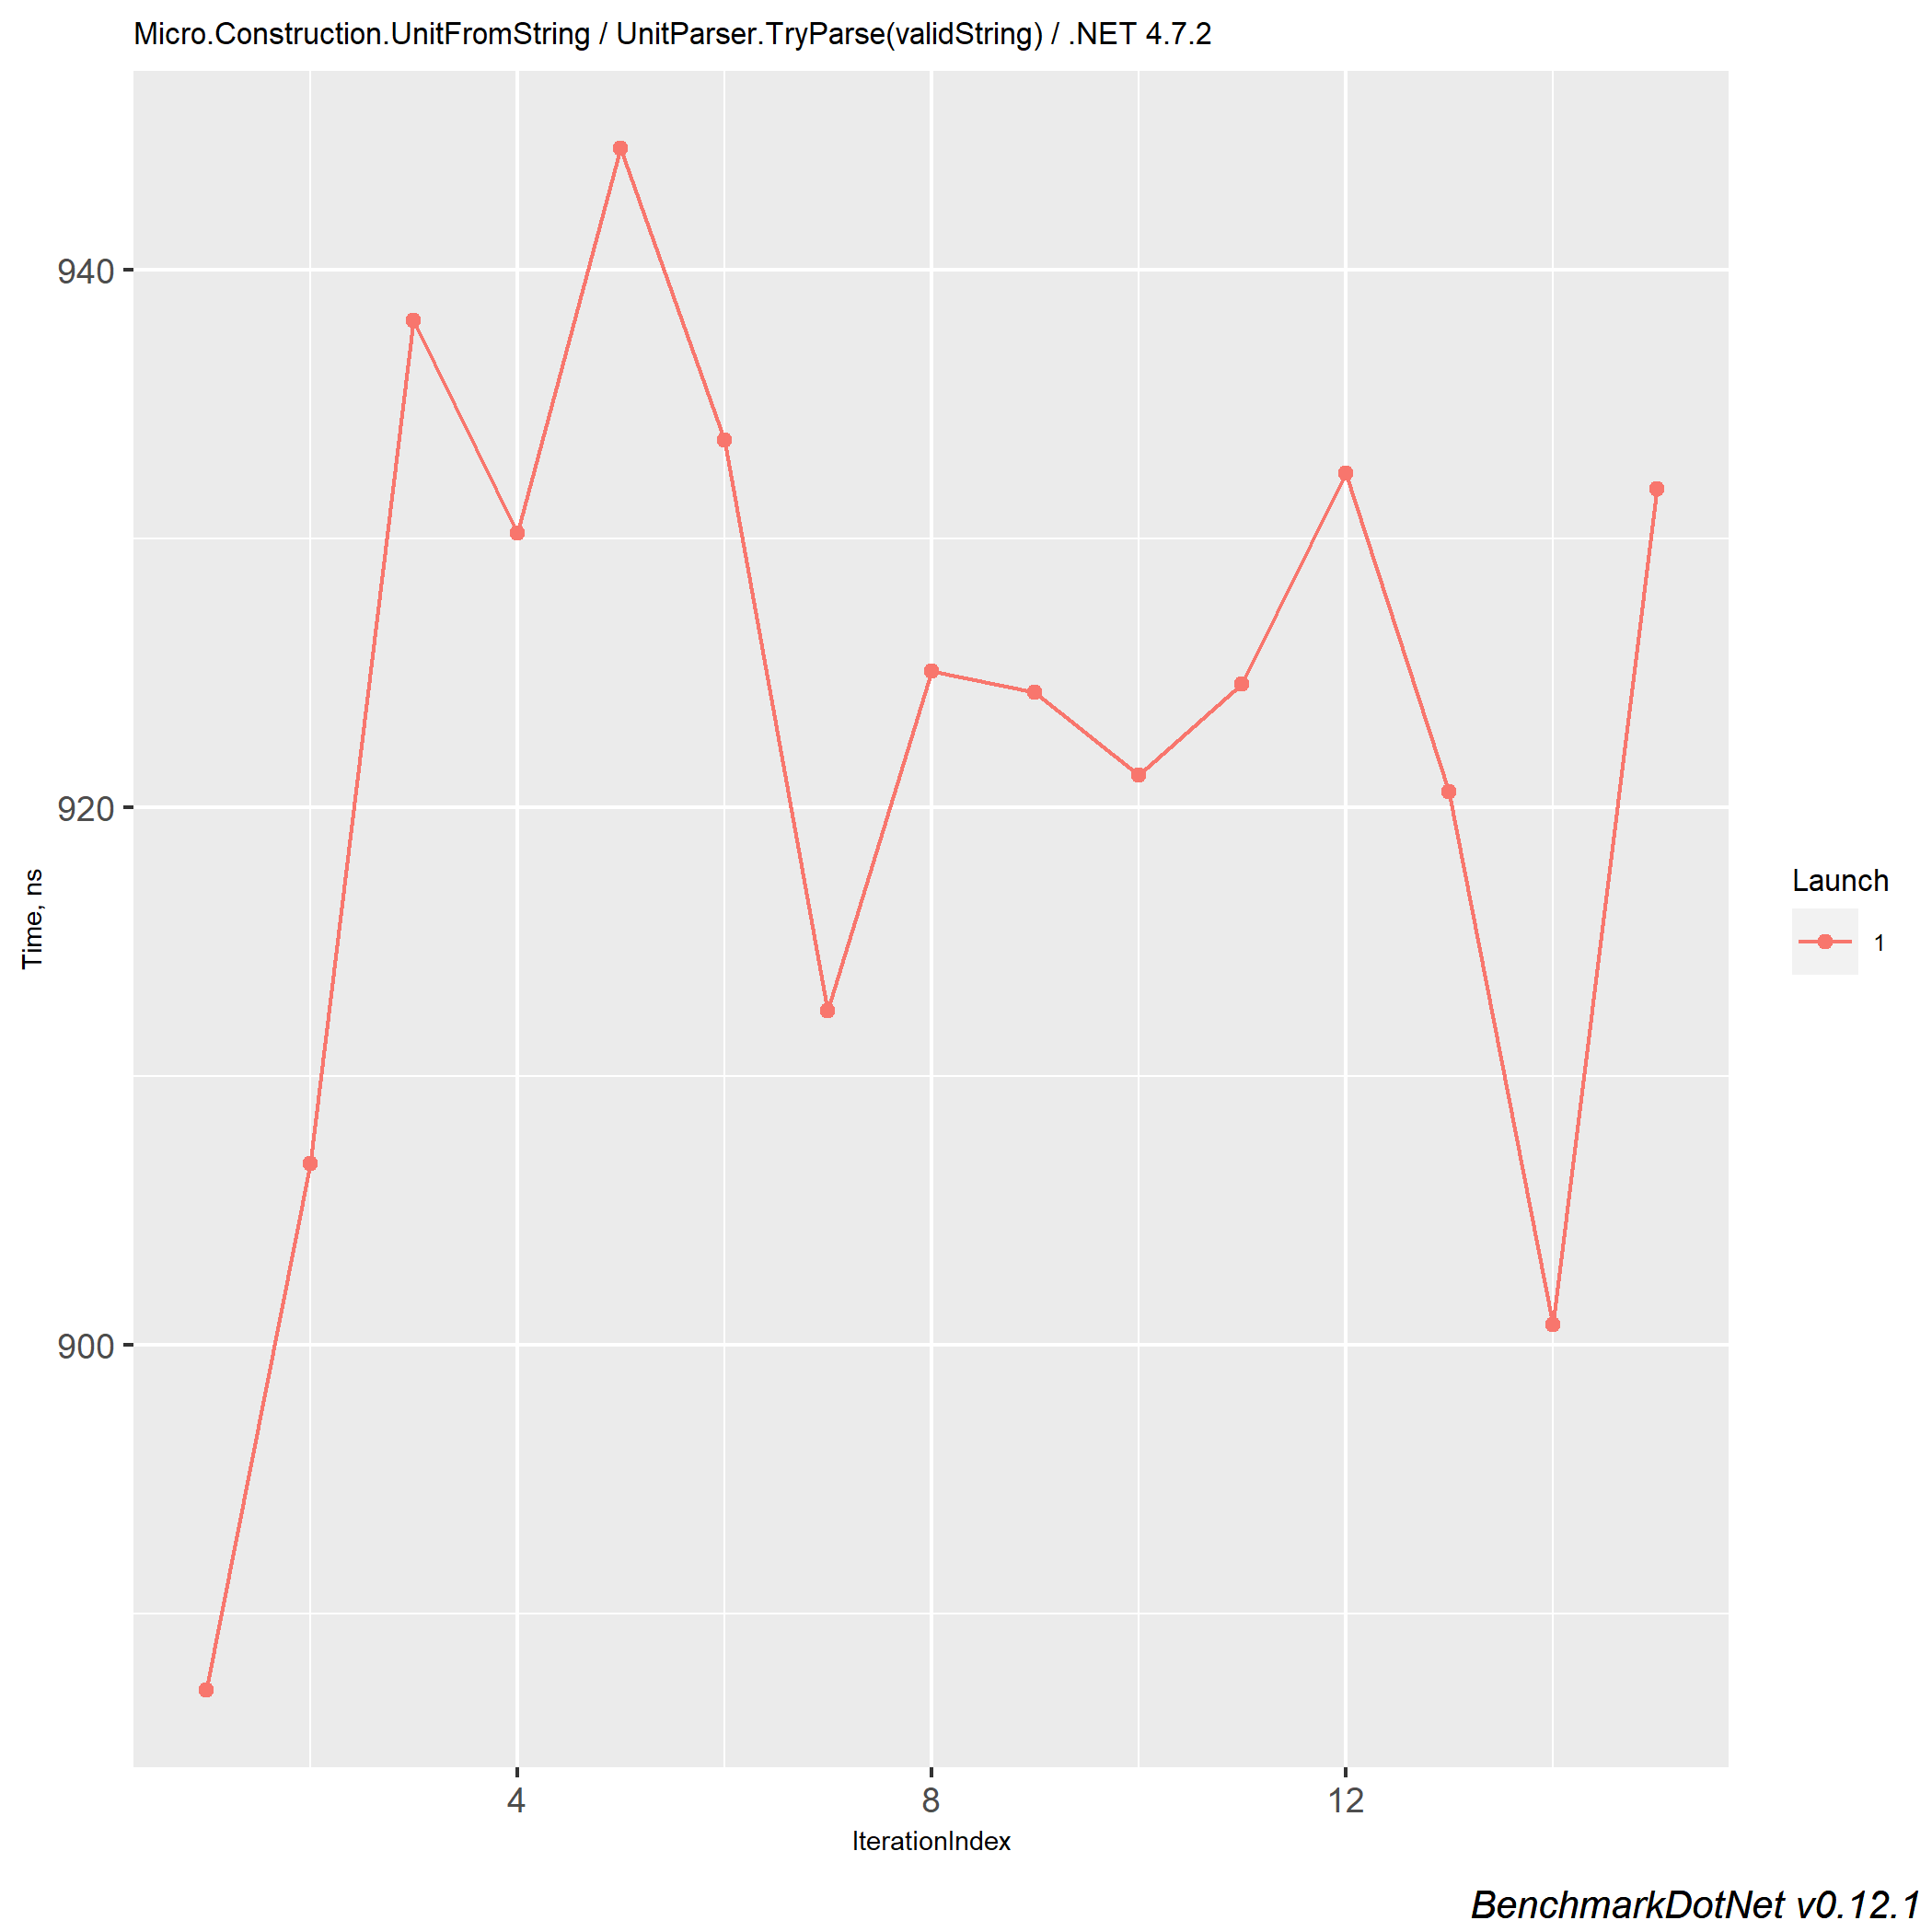 Micro.Construction.UnitFromString / UnitParser.TryParse(validString) / .NET 4.7.2
940
920
900
Time, ns
4
8
12
IterationIndex
Launch
1
BenchmarkDotNet v0.12.1